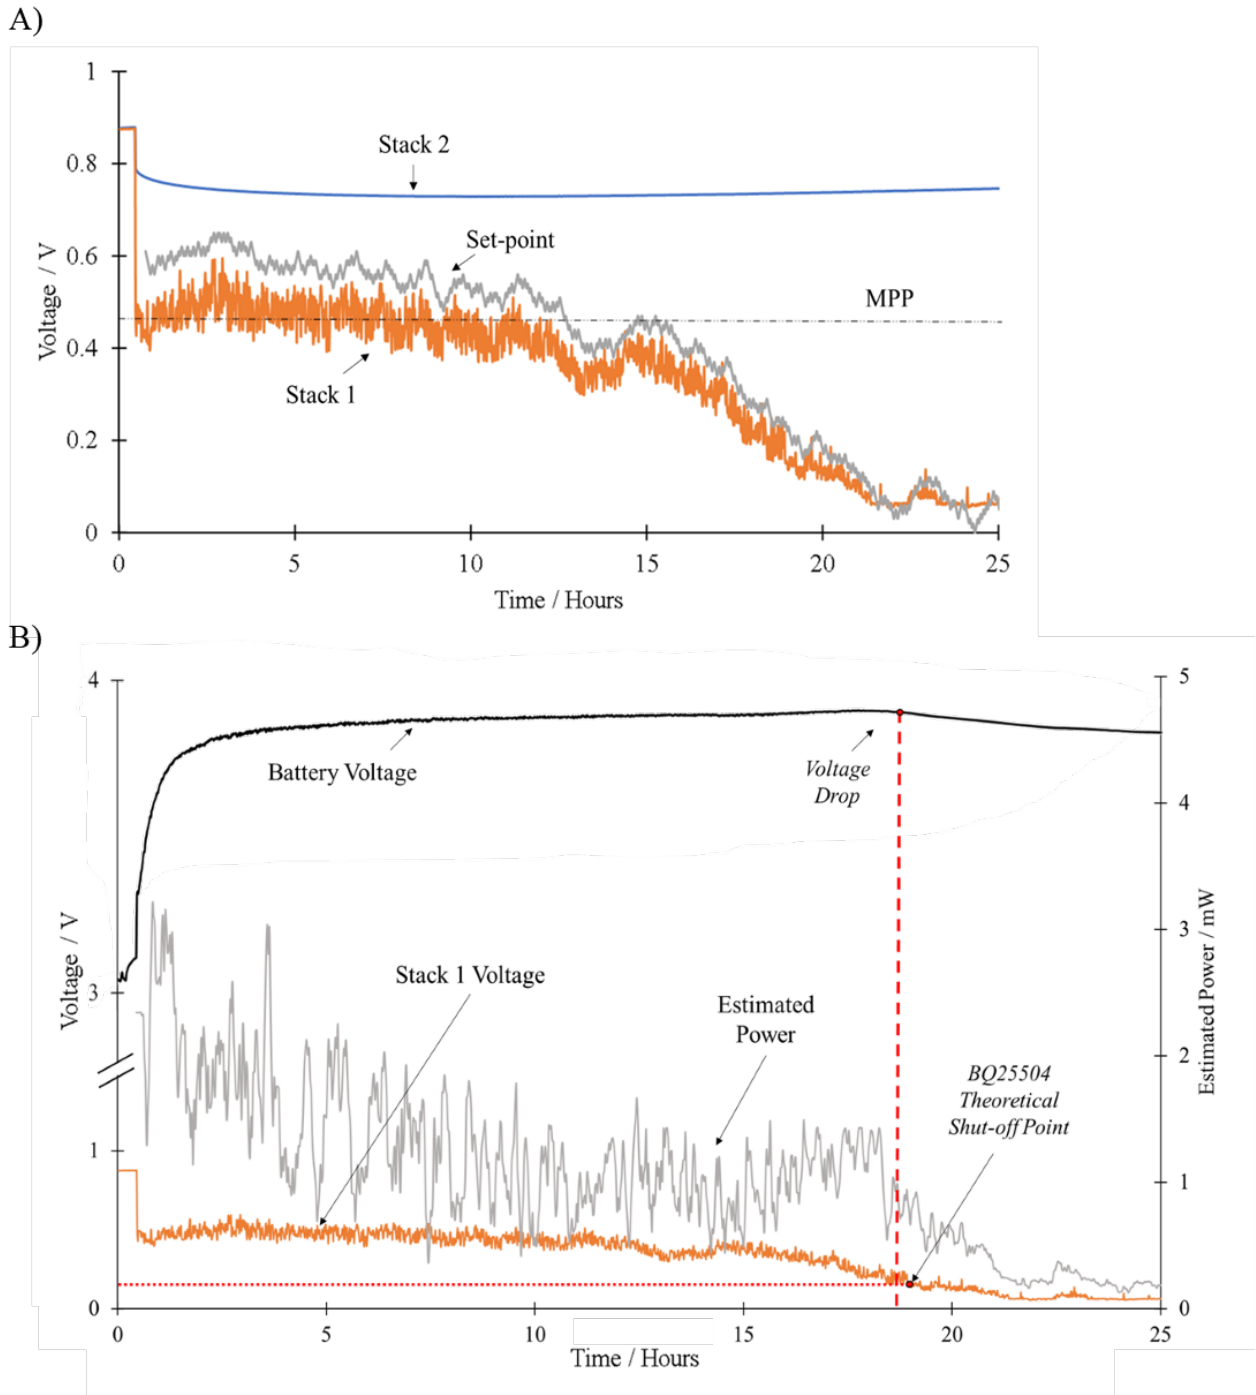 A)
1
0.8
0.6
0.4
0.2
0
Voltage / V
Stack 2
Set-point
MPP
Stack 1
0 5 10 15 20 25
Time / Hours
B)
4
3
1
0
Voltage / V
5
4
3
2
1
0
Estimated Power / mW
Battery Voltage
Voltage
Drop
Stack 1 Voltage
Estimated
Power
BQ25504
Theoretical
Shut-off Point
0 5 10 15 20 25
Time / Hours